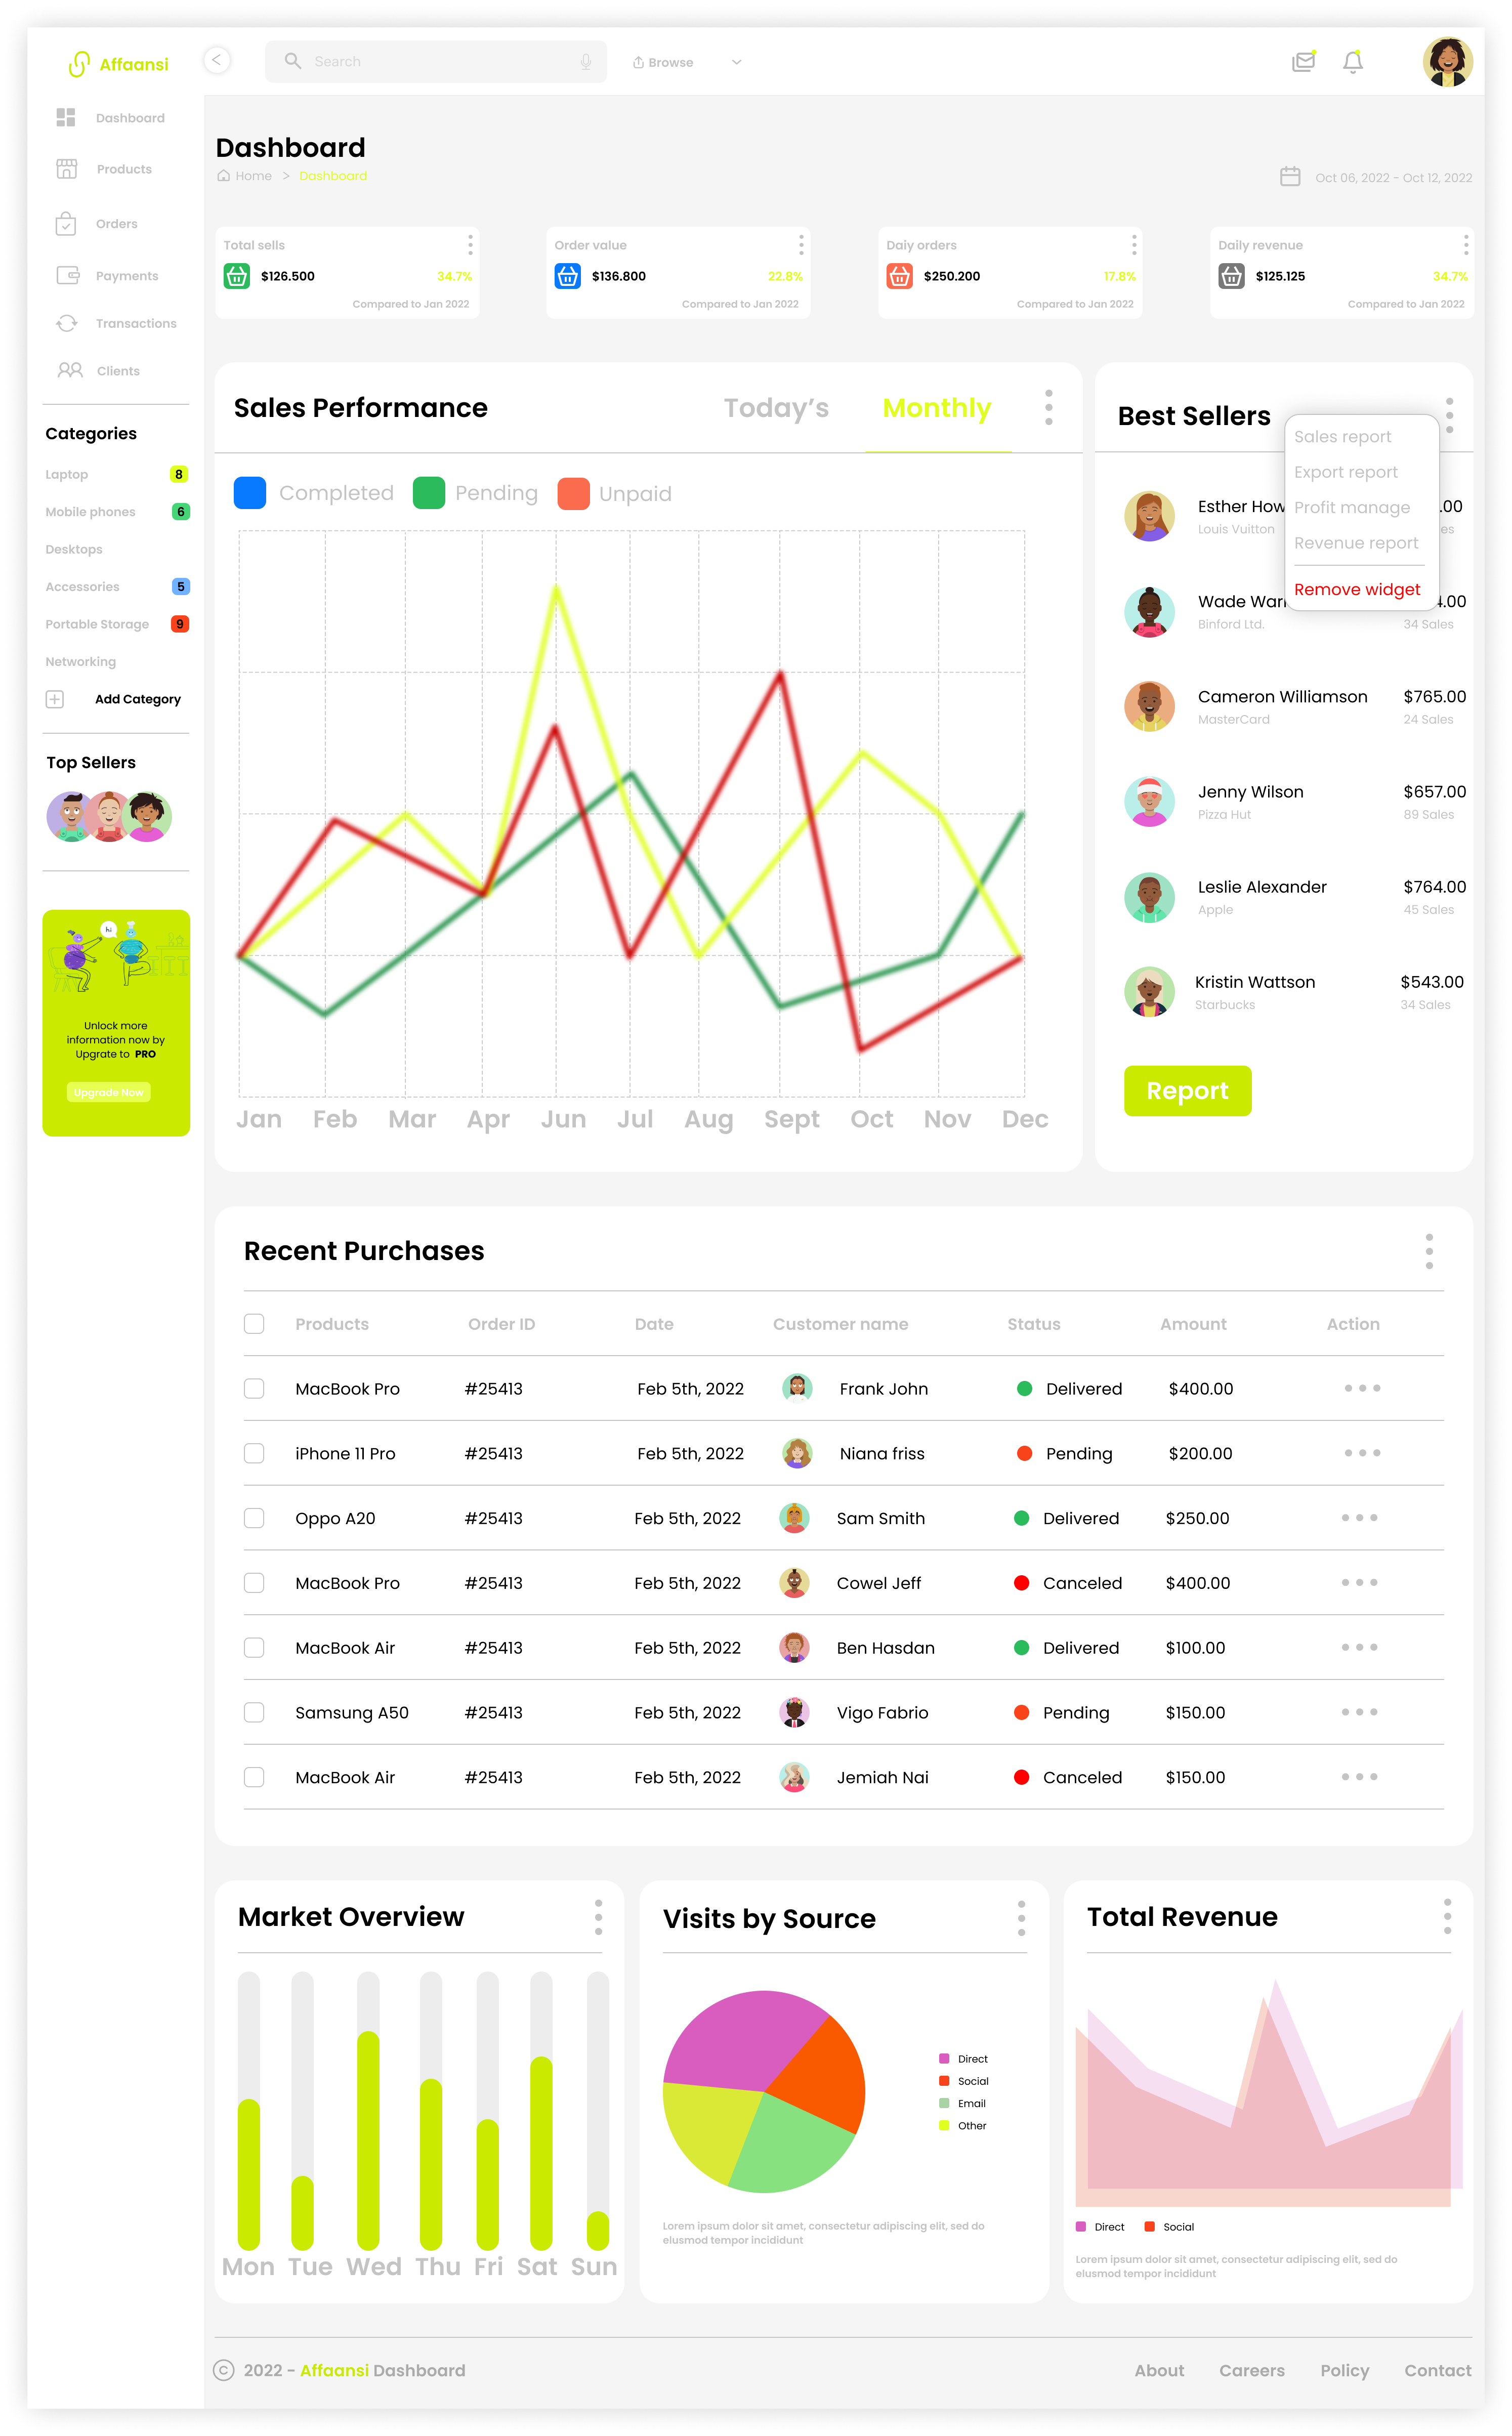 Affaansi
Search
Browse
Dashboard
Products
Orders
Payments
Transactions
Clients
Categories
Laptop 8
Mobile phones 6
Desktops
Accessories 5
Portable Storage 9
Networking
Add Category
Top Sellers
hi
Unlock more
information now by
Upgrate to PRO
Upgrade Now
Dashboard
Home > Dashboard
Oct 06, 2022 - Oct 12, 2022
Total sells
$126.500 34.7%
Compared to Jan 2022
Order value
$136.800 22.8%
Compared to Jan 2022
Daiy orders
$250.200 17.8%
Compared to Jan 2022
Daily revenue
$125.125 34.7%
Compared to Jan 2022
Sales Performance Today's Monthly
Completed Pending Unpaid
Jan Feb Mar Apr Jun Jul Aug Sept Oct Nov Dec
Best Sellers
Sales report
Export report
Profit manage
Revenue report
Remove widget
Esther How .00
Louis Vuitton es
Wade Warr 4.00
Binford Ltd. 34 Sales
Cameron Williamson $765.00
MasterCard 24 Sales
Jenny Wilson $657.00
Pizza Hut 89 Sales
Leslie Alexander $764.00
Apple 45 Sales
Kristin Wattson $543.00
Starbucks 34 Sales
Report
Recent Purchases
Products Order ID Date Customer name Status Amount Action
MacBook Pro #25413 Feb 5th, 2022 Frank John Delivered $400.00
iPhone 11 Pro #25413 Feb 5th, 2022 Niana friss Pending $200.00
Oppo A20 #25413 Feb 5th, 2022 Sam Smith Delivered $250.00
MacBook Pro #25413 Feb 5th, 2022 Cowel Jeff Canceled $400.00
MacBook Air #25413 Feb 5th, 2022 Ben Hasdan Delivered $100.00
Samsung A50 #25413 Feb 5th, 2022 Vigo Fabrio Pending $150.00
MacBook Air #25413 Feb 5th, 2022 Jemiah Nai Canceled $150.00
Market Overview
Mon Tue Wed Thu Fri Sat Sun
Visits by Source
Direct
Social
Email
Other
Lorem ipsum dolor sit amet, consectetur adipiscing elit, sed do
elusmod tempor incididunt
Total Revenue
Direct Social
Lorem ipsum dolor sit amet, consectetur adipiscing elit, sed do
elusmod tempor incididunt
© 2022 - Affaansi Dashboard
About Careers Policy Contact